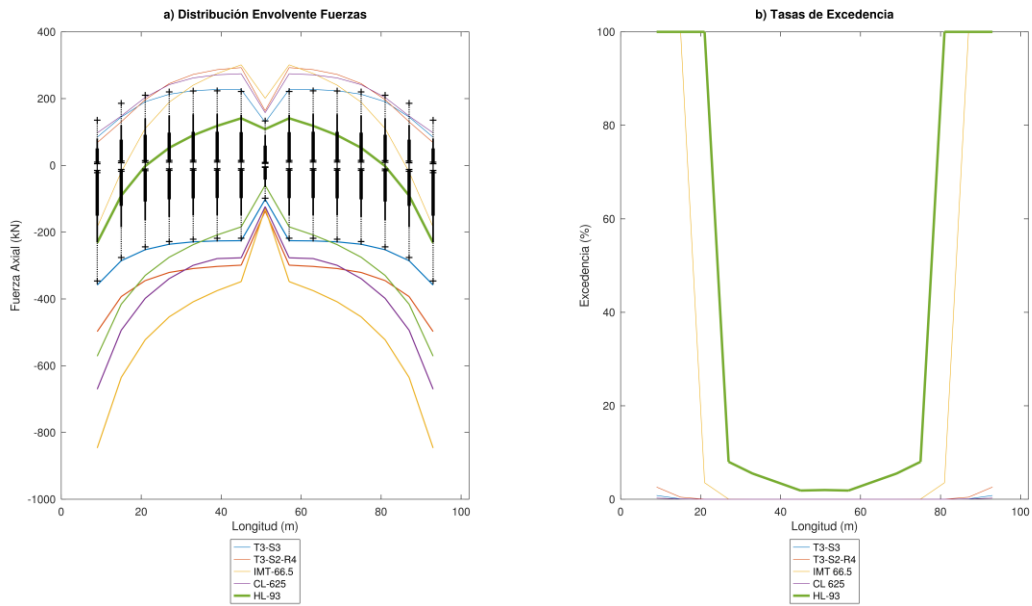 a) Distribución Envolvente Fuerzas
400
200
0
-200
-400
-600
-800
-1000
Fuerza Axial (kN)
0
20
40
60
80
100
Longitud (m)
T3-S3
T3-S2-R4
IMT-66.5
CL-625
HL-93
b) Tasas de Excedencia
100
80
60
40
20
0
Excedencia (%)
0
20
40
60
80
100
Longitud (m)
T3-S3
T3-S2-R4
IMT 66.5
CL 625
HL-93